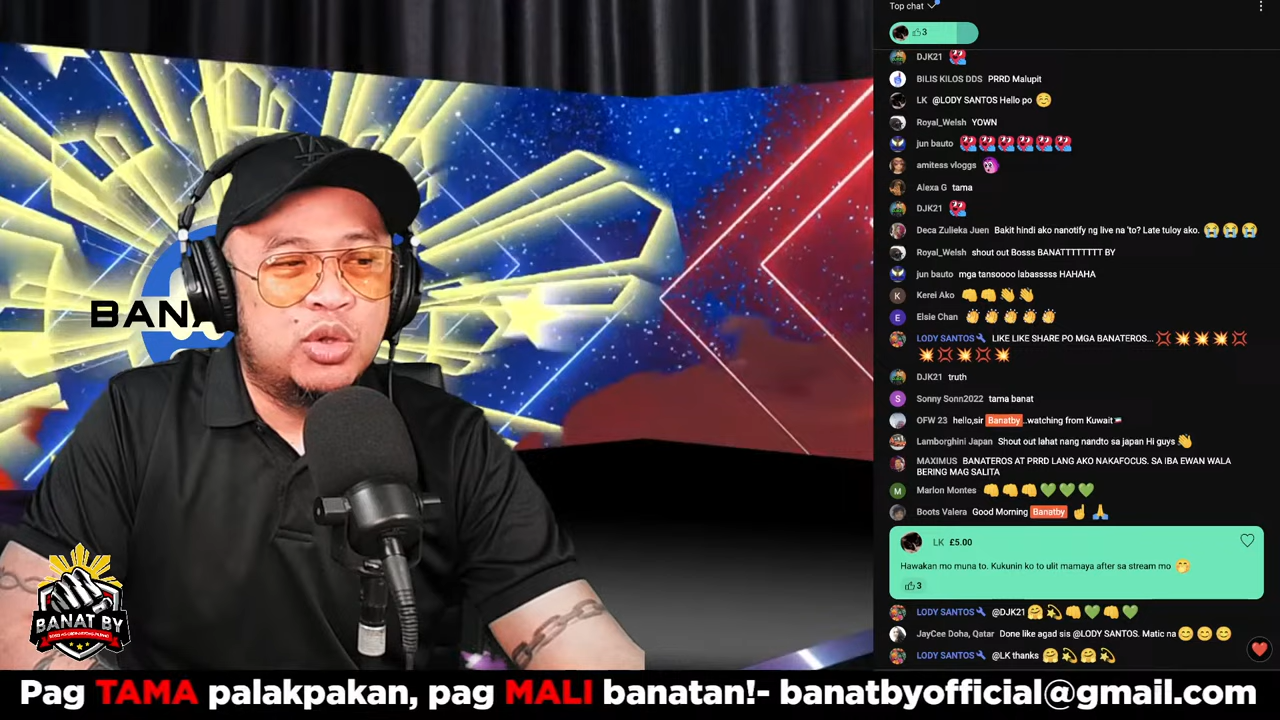 Top chat
3
DJK21
BILIS KILOS DDS PRRD Malupit
LK @LODY SANTOS Hello po
Royal_Welsh YOWN
jun bauto
amitess vloggs
Alexa G tama
DJK21
Deca Zulieka Juen Bakit hindi ako nanotify ng live na 'to? Late tuloy ako.
Royal_Welsh shout out Bosss BANATTTTTTTT BY
jun bauto mga tansoooo labasssss HAHAHA
K Kerei Ako
E Elsie Chan
LODY SANTOS LIKE LIKE SHARE PO MGA BANATEROS...
DJK21 truth
S Sonny Sonn2022 tama banat
OFW 23 hello,sir Banatby ..watching from Kuwait
Lamborghini Japan Shout out lahat nang nandto sa japan Hi guys
MAXIMUS BANATEROS AT PRRD LANG AKO NAKAFOCUS. SA IBA EWAN WALA
BERING MAG SALITA
M Marlon Montes
Boots Valera Good Morning Banatby
LK £5.00
Hawakan mo muna to. Kukunin ko to ulit mamaya after sa stream mo
3
LODY SANTOS @DJK21
JayCee Doha, Qatar Done like agad sis @LODY SANTOS. Matic na
LODY SANTOS @LK thanks
BANA
BANAT BY
Pag TAMA palakpakan, pag MALI banatan!- banatbyofficial@gmail.com